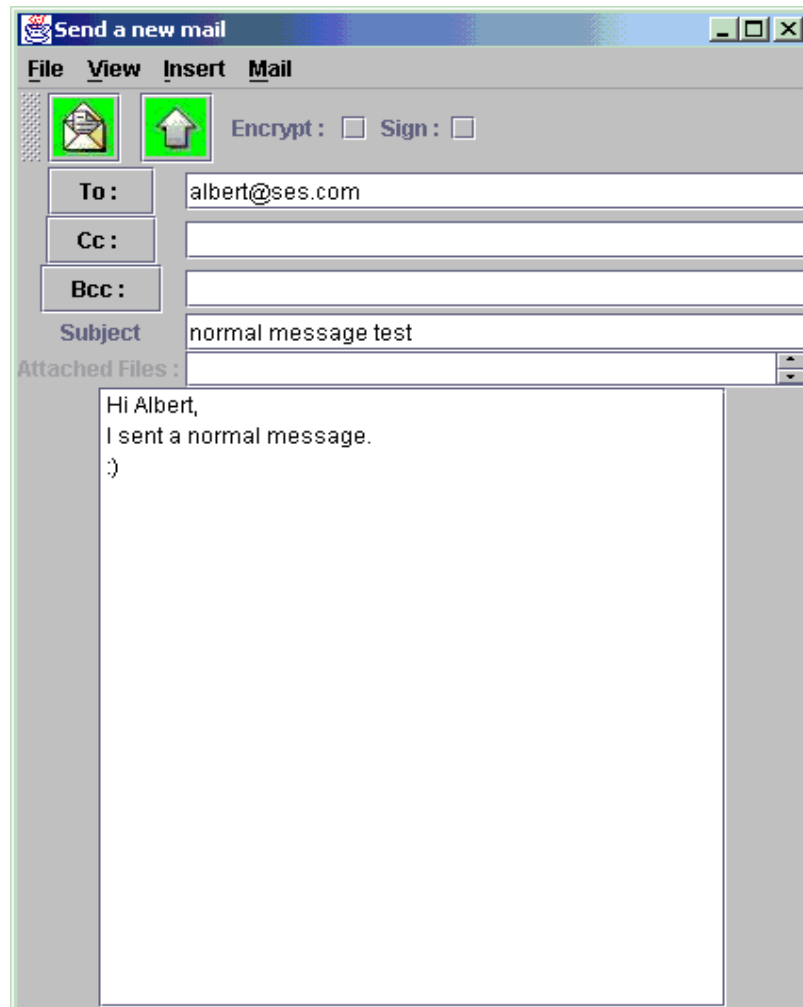 Send a new mail
File View Insert Mail
Encrypt : Sign :
To : albert@ses.com
Cc :
Bcc :
Subject normal message test
Attached Files :
Hi Albert,
I sent a normal message.
:)